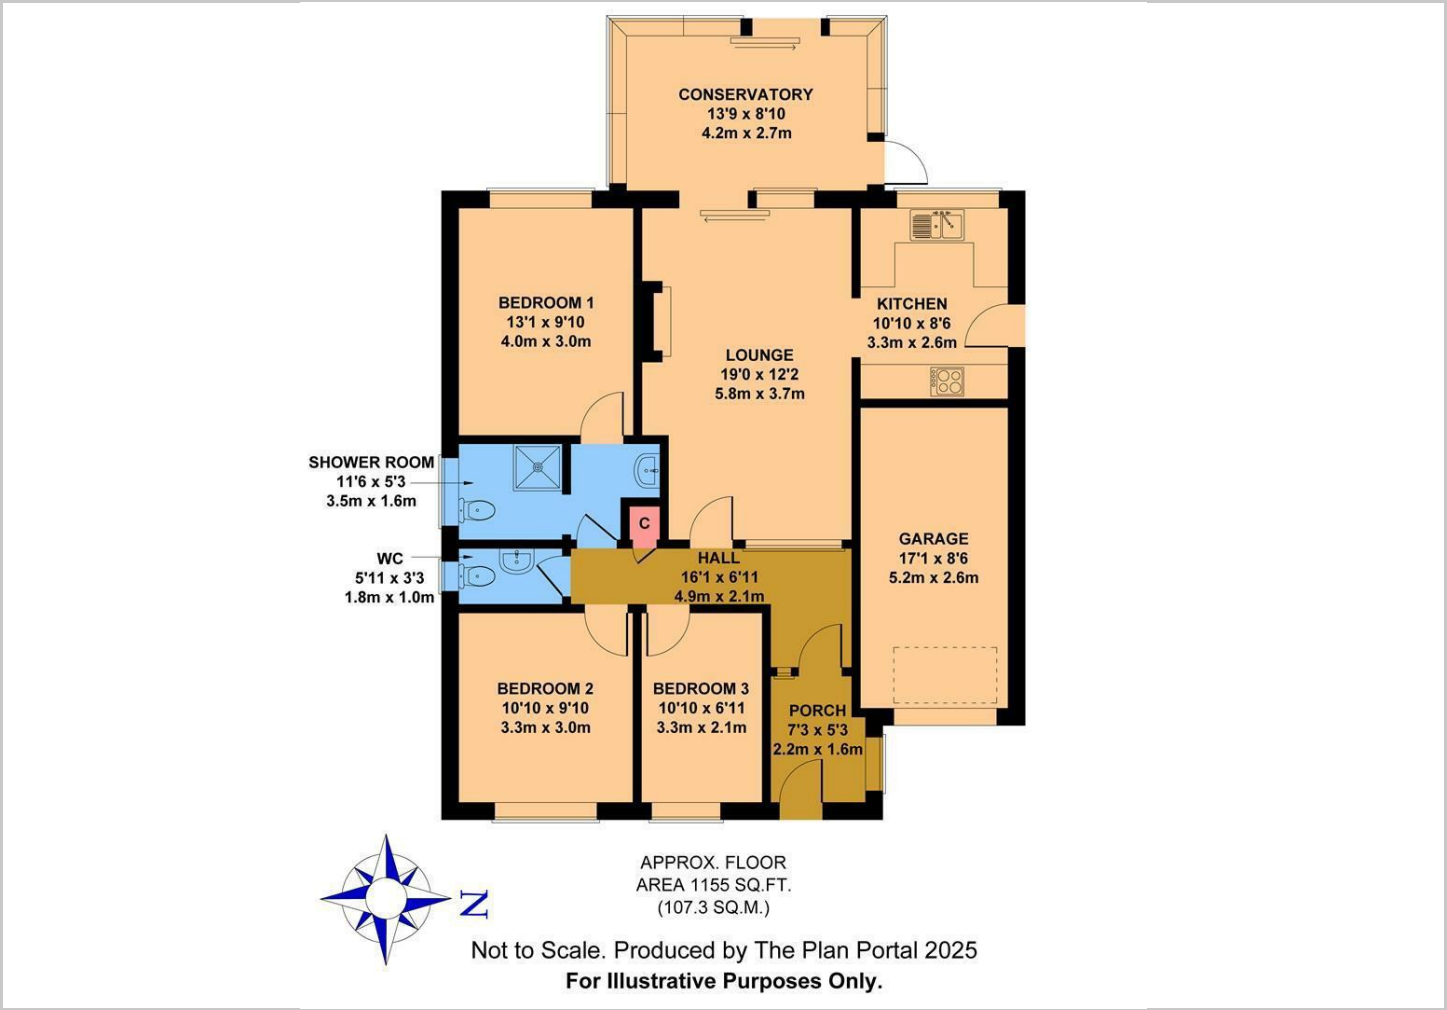 CONSERVATORY
13'9 x 8'10
4.2m x 2.7m
BEDROOM 1
13'1 x 9'10
4.0m x 3.0m
KITCHEN
10'10 x 8'6
3.3m x 2.6m
LOUNGE
19'0 x 12'2
5.8m x 3.7m
SHOWER ROOM
11'6 x 5'3
3.5m x 1.6m
C
WC
5'11 x 3'3
1.8m x 1.0m
HALL
16'1 x 6'11
4.9m x 2.1m
GARAGE
17'1 x 8'6
5.2m x 2.6m
BEDROOM 2
10'10 x 9'10
3.3m x 3.0m
BEDROOM 3
10'10 x 6'11
3.3m x 2.1m
PORCH
7'3 x 5'3
2.2m x 1.6m
N
APPROX. FLOOR
AREA 1155 SQ.FT.
(107.3 SQ.M.)
Not to Scale. Produced by The Plan Portal 2025
For Illustrative Purposes Only.